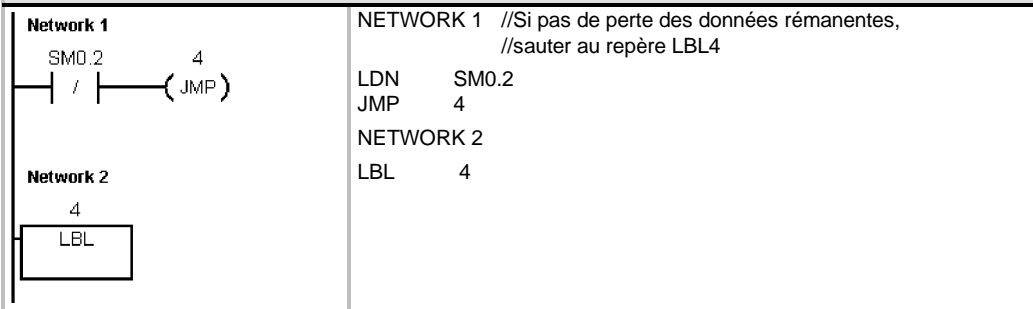 Network 1
SM0.2 4
/ JMP
Network 2
4
LBL
NETWORK 1 //Si pas de perte des données rémanentes,
//sauter au repère LBL4
LDN SM0.2
JMP 4
NETWORK 2
LBL 4